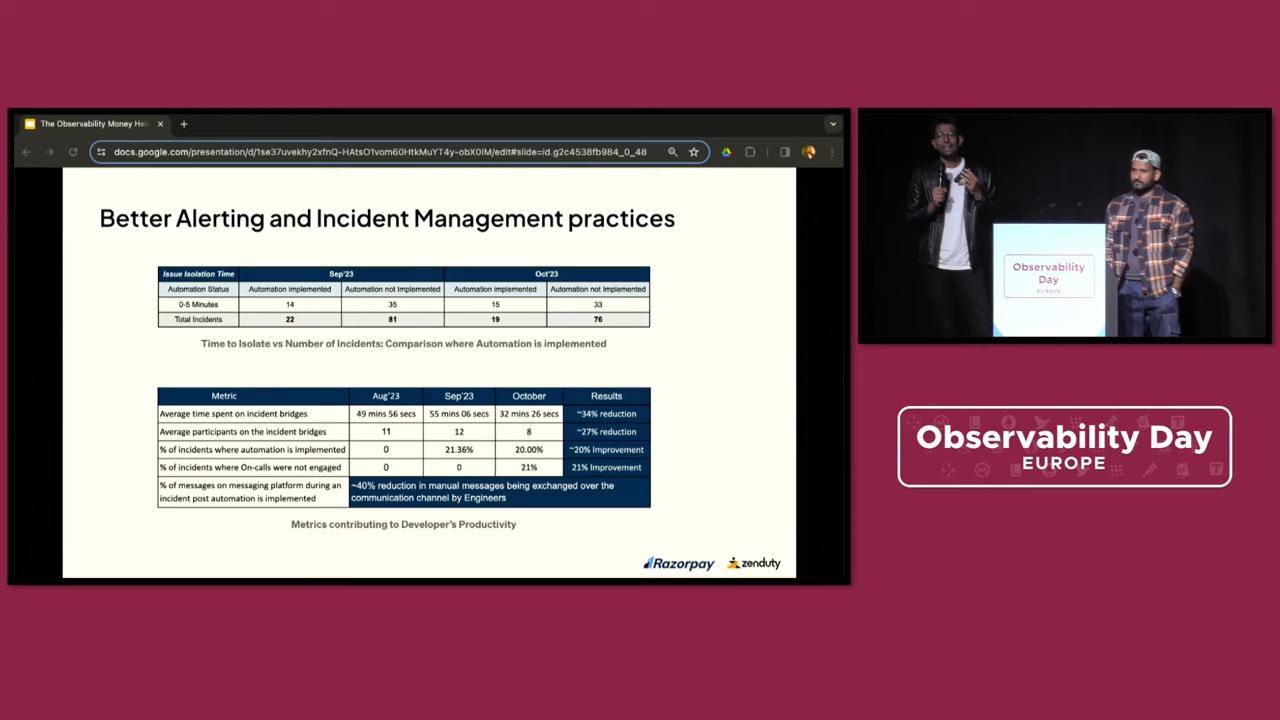 The Observability Money Hei
docs.google.com/presentation/d/1se37uvekhy2xfnQ-HAtsO1vom60HtkMuYT4y-obX0lM/edit#slide=id.g2c4538fb984_0_48
Better Alerting and Incident Management practices
Issue Isolation Time Sep'23 Oct'23
Automation Status Automation implemented Automation not Implemented Automation implemented Automation not Implemented
0-5 Minutes 14 35 15 33
Total Incidents 22 81 19 76
Time to Isolate vs Number of Incidents: Comparison where Automation is implemented
Metric Aug'23 Sep'23 October Results
Average time spent on incident bridges 49 mins 56 secs 55 mins 06 secs 32 mins 26 secs ~34% reduction
Average participants on the incident bridges 11 12 8 ~27% reduction
% of incidents where automation is implemented 0 21.36% 20.00% ~20% Improvement
% of incidents where On-calls were not engaged 0 0 21% 21% Improvement
% of messages on messaging platform during an
incident post automation is implemented
~40% reduction in manual messages being exchanged over the
communication channel by Engineers
Metrics contributing to Developer's Productivity
Razorpay zenduty
Observability
Day
EUROPE
Observability Day
EUROPE